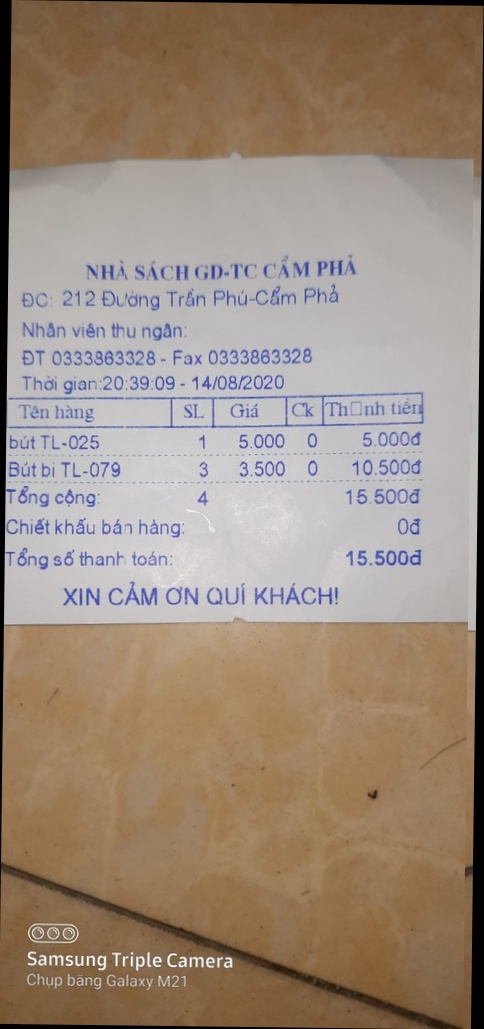 NHÀ SÁCH GD-TC CẨM PHẢ
ĐC: 212 Đường Trần Phú-Cẩm Phả
Nhân viên thu ngân:
ĐT 0333863328 - Fax 0333863328
Thời gian:20:39:09 - 14/08/2020
Tên hàng SL Giá Ck Th□nh tiền
bút TL-025 1 5.000 0 5.000đ
Bút bi TL-079 3 3.500 0 10.500đ
Tổng cộng: 4 15.500đ
Chiết khấu bán hàng: 0đ
Tổng số thanh toán: 15.500đ
XIN CẢM ƠN QUÍ KHÁCH!
Samsung Triple Camera
Chụp bằng Galaxy M21